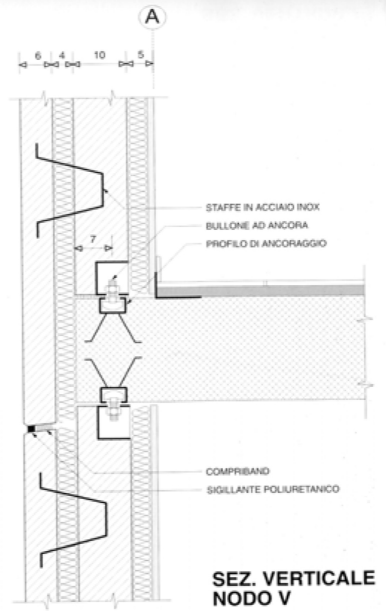 A
6 4 10 5
STAFFE IN ACCIAIO INOX
BULLONE AD ANCORA
7
PROFILO DI ANCORAGGIO
COMPRIBAND
SIGILLANTE POLIURETANICO
SEZ. VERTICALE
NODO V